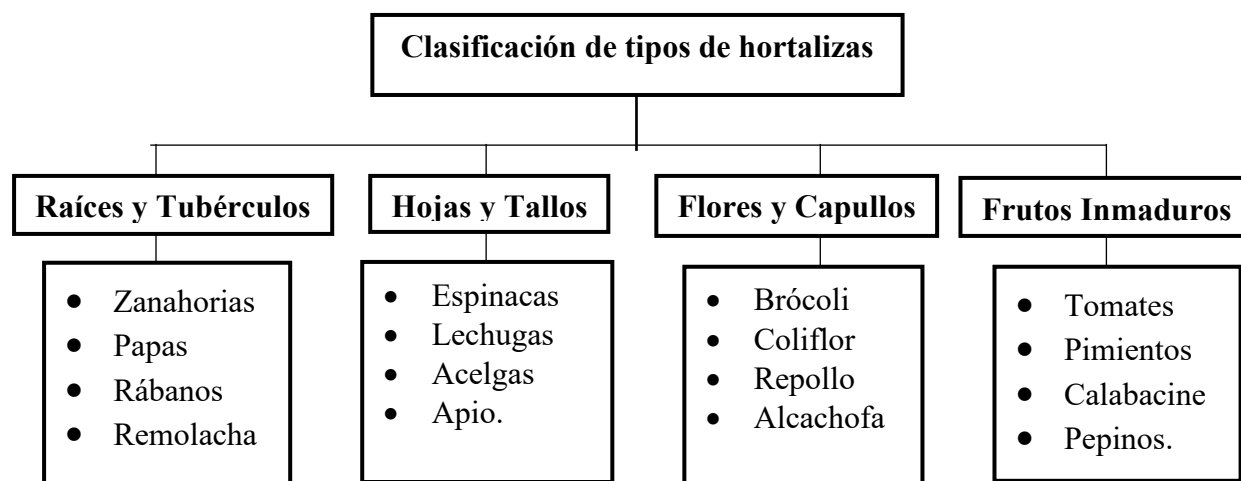 Clasificación de tipos de hortalizas
Raíces y Tubérculos
Hojas y Tallos
Flores y Capullos
Frutos Inmaduros
• Zanahorias
• Papas
• Rábanos
• Remolacha
• Espinacas
• Lechugas
• Acelgas
• Apio.
• Brócoli
• Coliflor
• Repollo
• Alcachofa
• Tomates
• Pimientos
• Calabacine
• Pepinos.